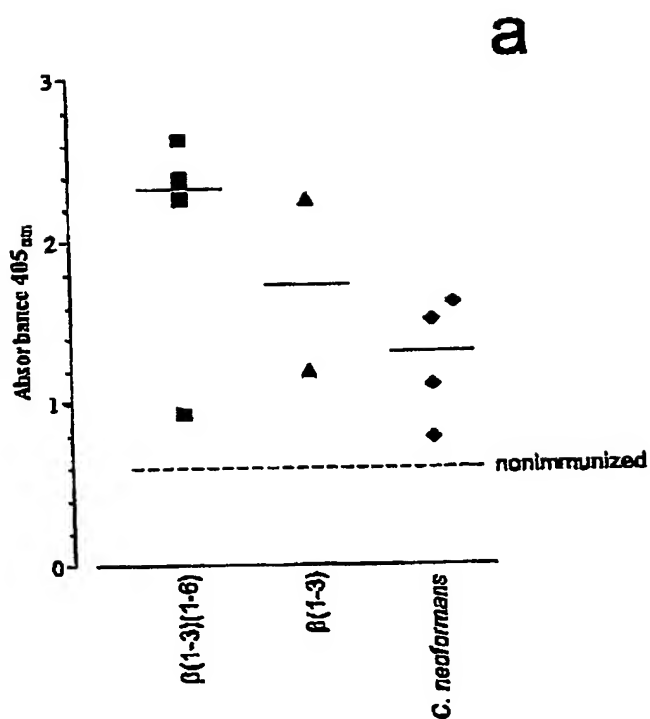 a
3
2
1
0
Absorbance 405nm
nonimmunized
β(1-3)(1-6)
β(1-3)
C. neoformans